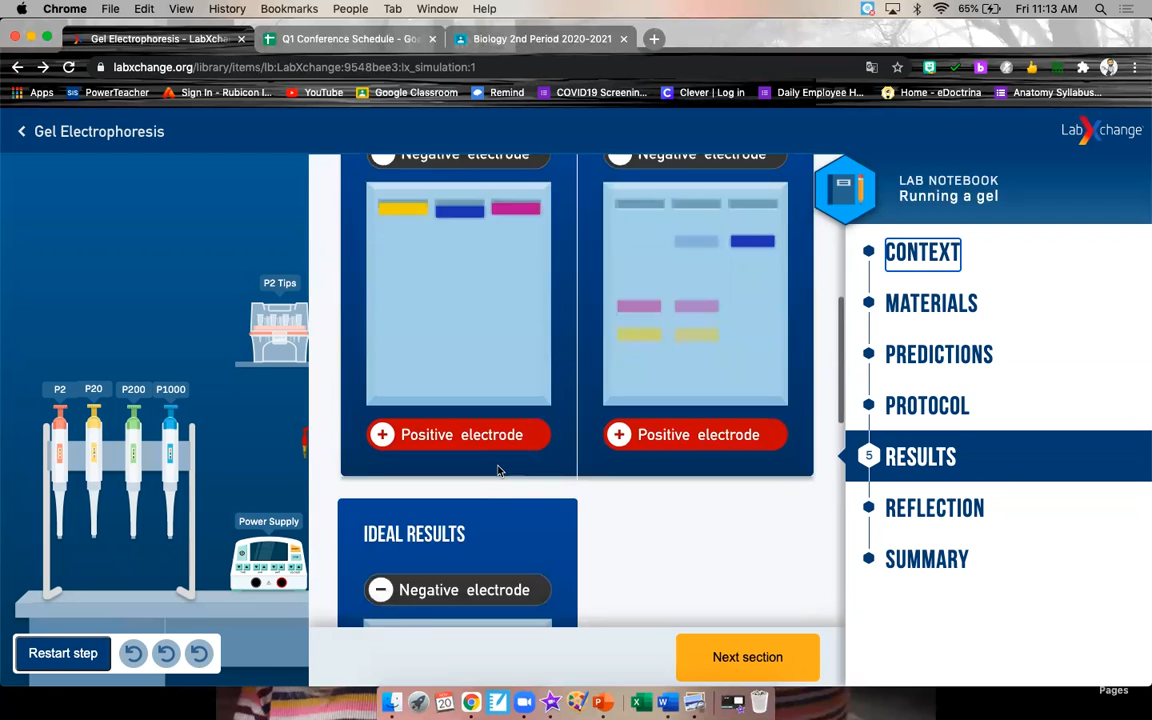 Chrome File Edit View History Bookmarks People Tab Window Help 65% Fri 11:13 AM
Gel Electrophoresis - LabXcha Q1 Conference Schedule - Goo Biology 2nd Period 2020-2021
labxchange.org/library/items/lb:LabXchange:9548bee3:lx_simulation:1
Apps PowerTeacher Sign In - Rubicon I... YouTube Google Classroom Remind COVID19 Screenin... Clever | Log in Daily Employee H... Home - eDoctrina Anatomy Syllabus...
Gel Electrophoresis
LabXchange
Negative electrode Negative electrode
LAB NOTEBOOK
Running a gel
CONTEXT
P2 Tips
MATERIALS
PREDICTIONS
P2 P20 P200 P1000
PROTOCOL
Positive electrode Positive electrode
5 RESULTS
REFLECTION
Power Supply
IDEAL RESULTS
SUMMARY
Negative electrode
Restart step
Next section
Pages
20